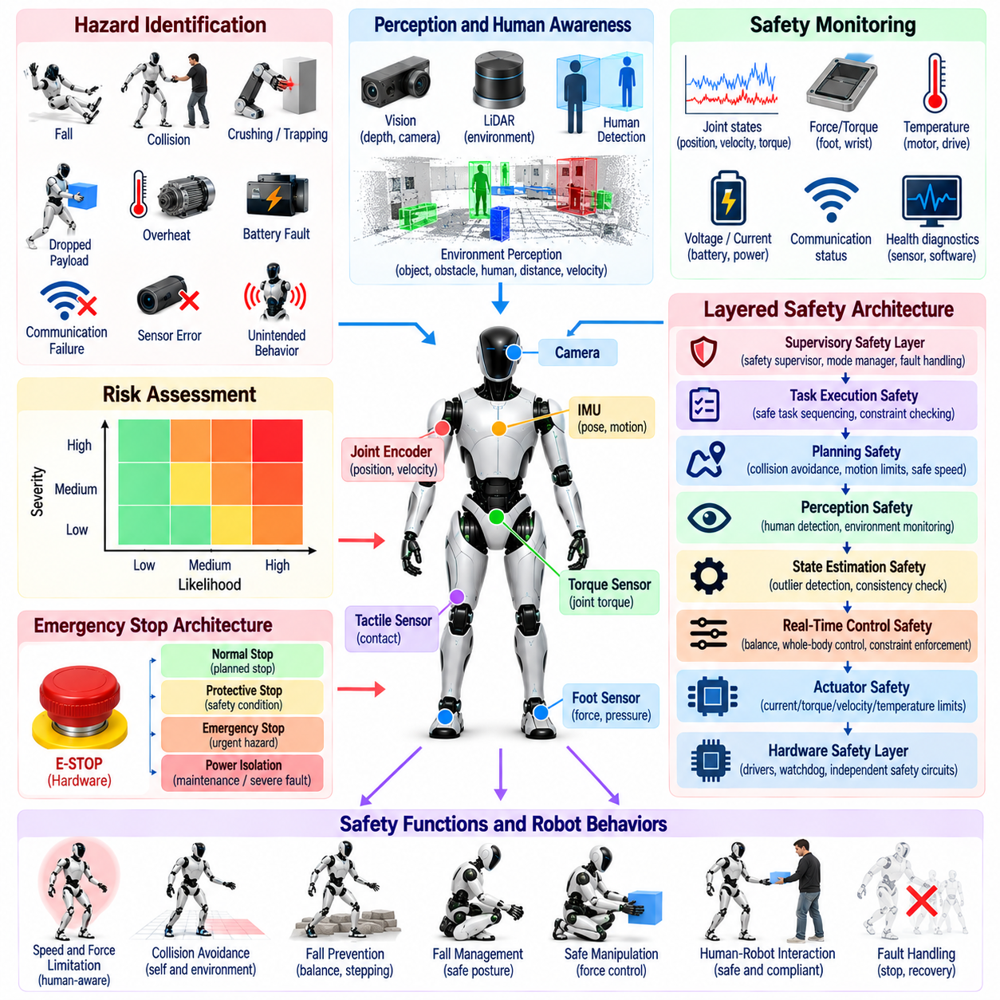 Hazard Identification
Fall
Collision
Crushing / Trapping
Dropped
Payload
Overheat
Battery Fault
Communication
Failure
Sensor Error
Unintended
Behavior
Perception and Human Awareness
Vision
(depth, camera)
LiDAR
(environment)
Human
Detection
Environment Perception
(object, obstacle, human, distance, velocity)
Safety Monitoring
Joint states
(position, velocity, torque)
Force/Torque
(foot, wrist)
Temperature
(motor, drive)
Voltage / Current
(battery, power)
Communication
status
Health diagnostics
(sensor, software)
Risk Assessment
Severity
High
Medium
Low
Low
Medium
High
Likelihood
Emergency Stop Architecture
E-STOP
(Hardware)
Normal Stop
(planned stop)
Protective Stop
(safety condition)
Emergency Stop
(urgent hazard)
Power Isolation
(maintenance / severe fault)
Camera
IMU
(pose, motion)
Joint Encoder
(position, velocity)
Torque Sensor
(joint torque)
Tactile Sensor
(contact)
Foot Sensor
(force, pressure)
Layered Safety Architecture
Supervisory Safety Layer
(safety supervisor, mode manager, fault handling)
Task Execution Safety
(safe task sequencing, constraint checking)
Planning Safety
(collision avoidance, motion limits, safe speed)
Perception Safety
(human detection, environment monitoring)
State Estimation Safety
(outlier detection, consistency check)
Real-Time Control Safety
(balance, whole-body control, constraint enforcement)
Actuator Safety
(current/torque/velocity/temperature limits)
Hardware Safety Layer
(drivers, watchdog, independent safety circuits)
Safety Functions and Robot Behaviors
Speed and Force
Limitation
(human-aware)
Collision Avoidance
(self and environment)
Fall Prevention
(balance, stepping)
Fall Management
(safe posture)
Safe Manipulation
(force control)
Human-Robot Interaction
(safe and compliant)
Fault Handling
(stop, recovery)